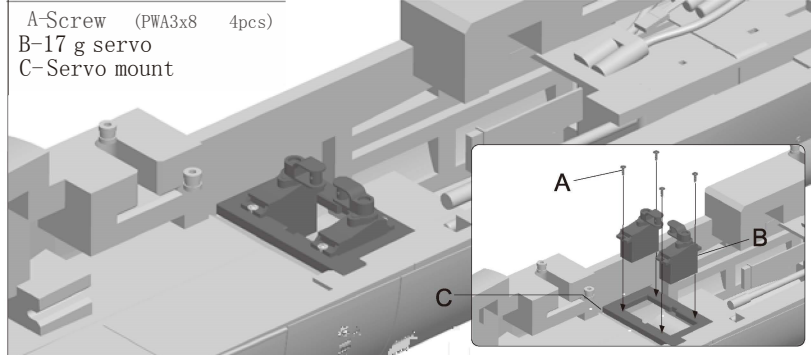 A-Screw (PWA3x8 4pcs)
B-17 g servo
C-Servo mount
A
B
C